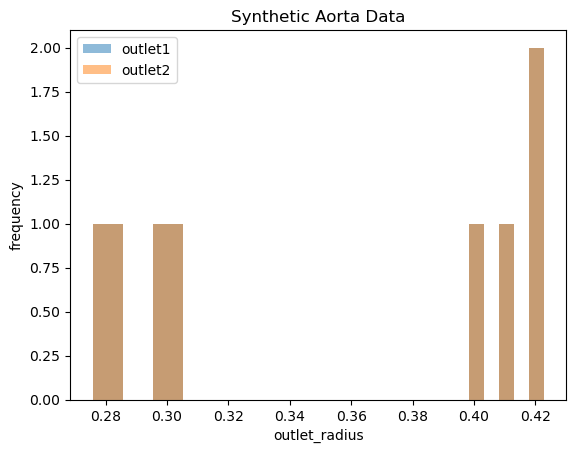 Synthetic Aorta Data
outlet1
outlet2
frequency
2.00
1.75
1.50
1.25
1.00
0.75
0.50
0.25
0.00
0.28 0.30 0.32 0.34 0.36 0.38 0.40 0.42
outlet_radius